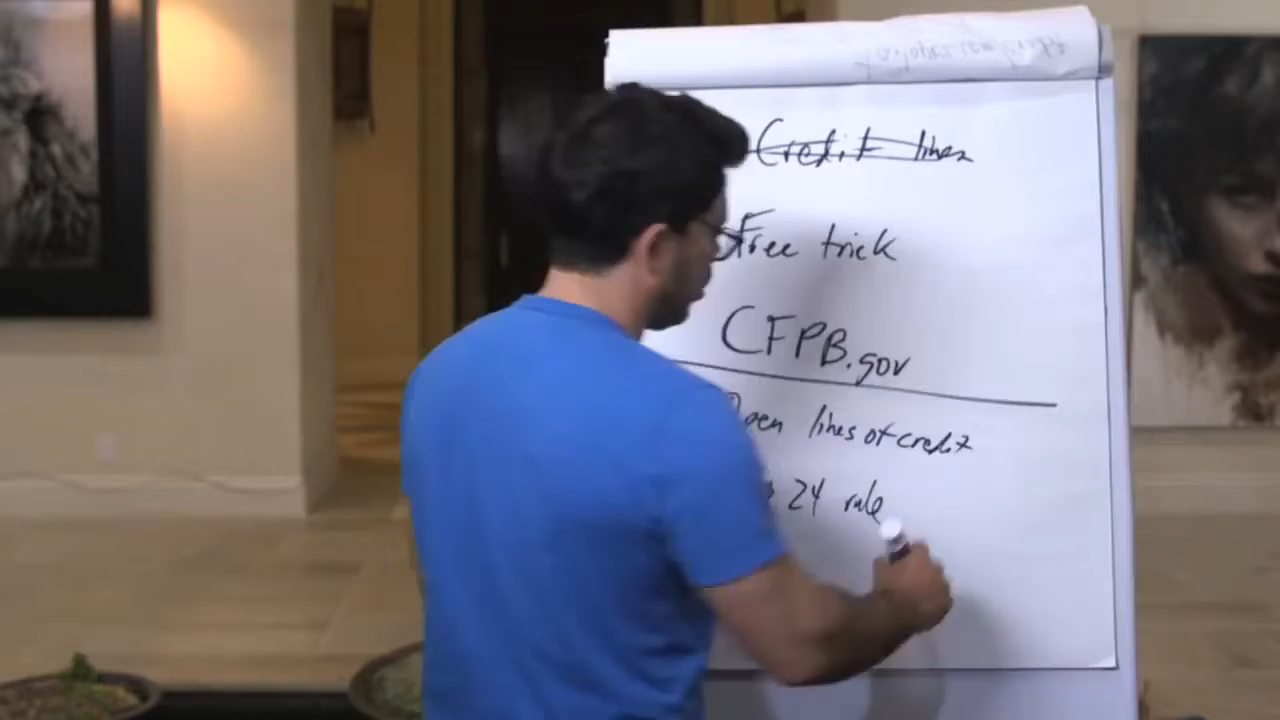 Credit lines
Free trick
CFPB.gov
Open lines of credit
24 rule